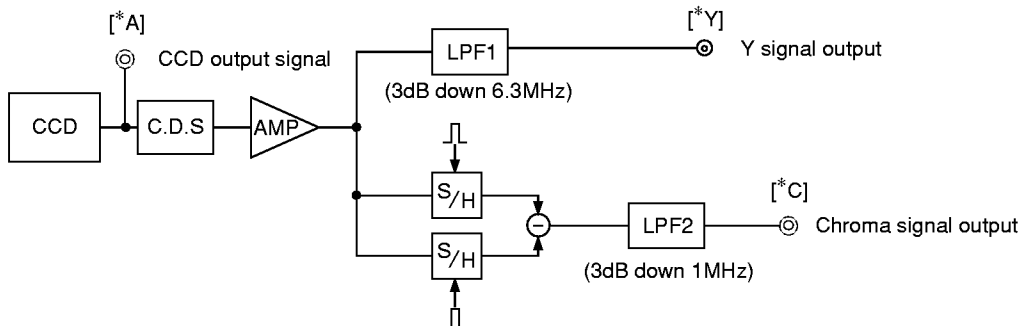 [*A]
CCD output signal
[*Y]
Y signal output
LPF1
(3dB down 6.3MHz)
CCD
C.D.S
AMP
S/H
[*C]
LPF2
Chroma signal output
S/H
(3dB down 1MHz)